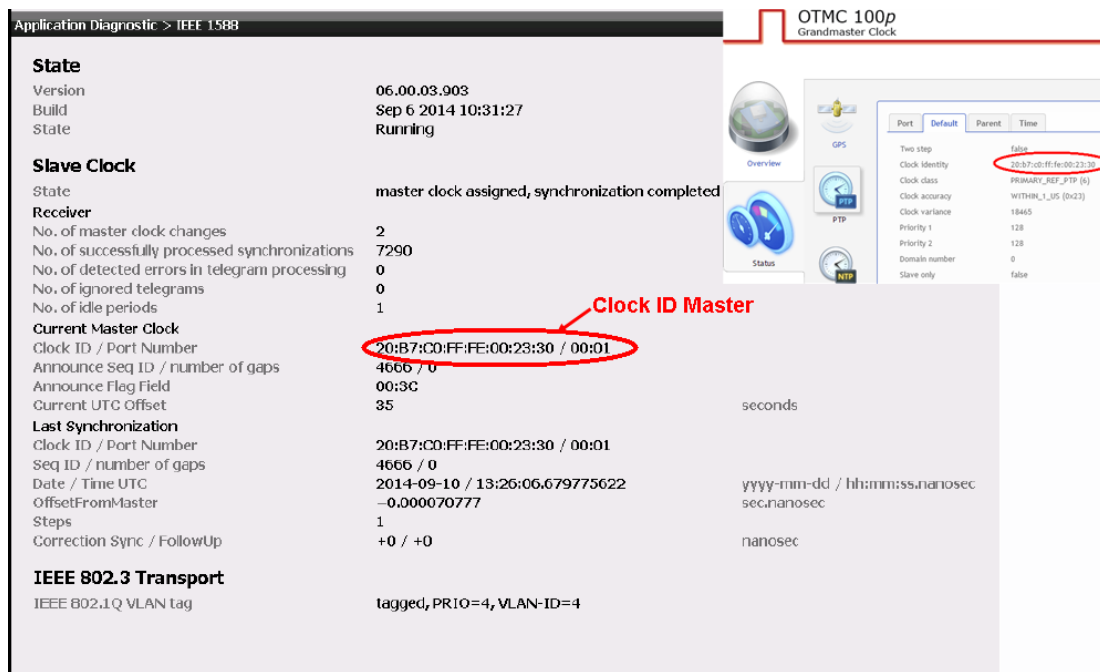 Application Diagnostic > IEEE 1588
State
Version 06.00.03.903
Build Sep 6 2014 10:31:27
State Running
Slave Clock
State master clock assigned, synchronization completed
Receiver
No. of master clock changes 2
No. of successfully processed synchronizations 7290
No. of detected errors in telegram processing 0
No. of ignored telegrams 0
No. of idle periods 1
Clock ID Master
Current Master Clock
Clock ID / Port Number 20:B7:C0:FF:FE:00:23:30 / 00:01
Announce Seq ID / number of gaps 4666 / 0
Announce Flag Field 00:3C
Current UTC Offset 35 seconds
Last Synchronization
Clock ID / Port Number 20:B7:C0:FF:FE:00:23:30 / 00:01
Seq ID / number of gaps 4666 / 0
Date / Time UTC 2014-09-10 / 13:26:06.679775622 yyyy-mm-dd / hh:mm:ss.nanosec
OffsetFromMaster −0.000070777 sec.nanosec
Steps 1
Correction Sync / FollowUp +0 / +0 nanosec
IEEE 802.3 Transport
IEEE 802.1Q VLAN tag tagged, PRIO=4, VLAN-ID=4
OTMC 100p
Grandmaster Clock
Overview
Status
GPS
PTP
PTP
NTP
Port Default Parent Time
Two step false
Clock identity 20:b7:c0:ff:fe:00:23:30
Clock class PRIMARY_REF_PTP (6)
Clock accuracy WITHIN_1_US (0x23)
Clock variance 18465
Priority 1 128
Priority 2 128
Domain number 0
Slave only false